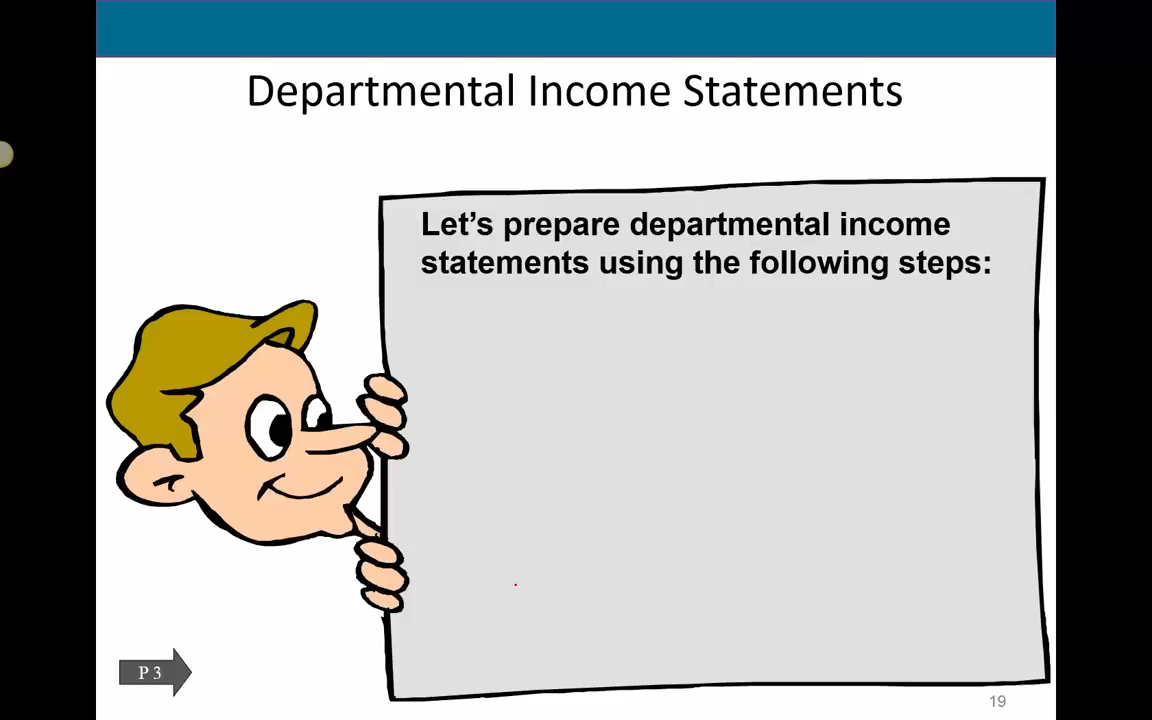 Departmental Income Statements
Let’s prepare departmental income
statements using the following steps:
P 3
19